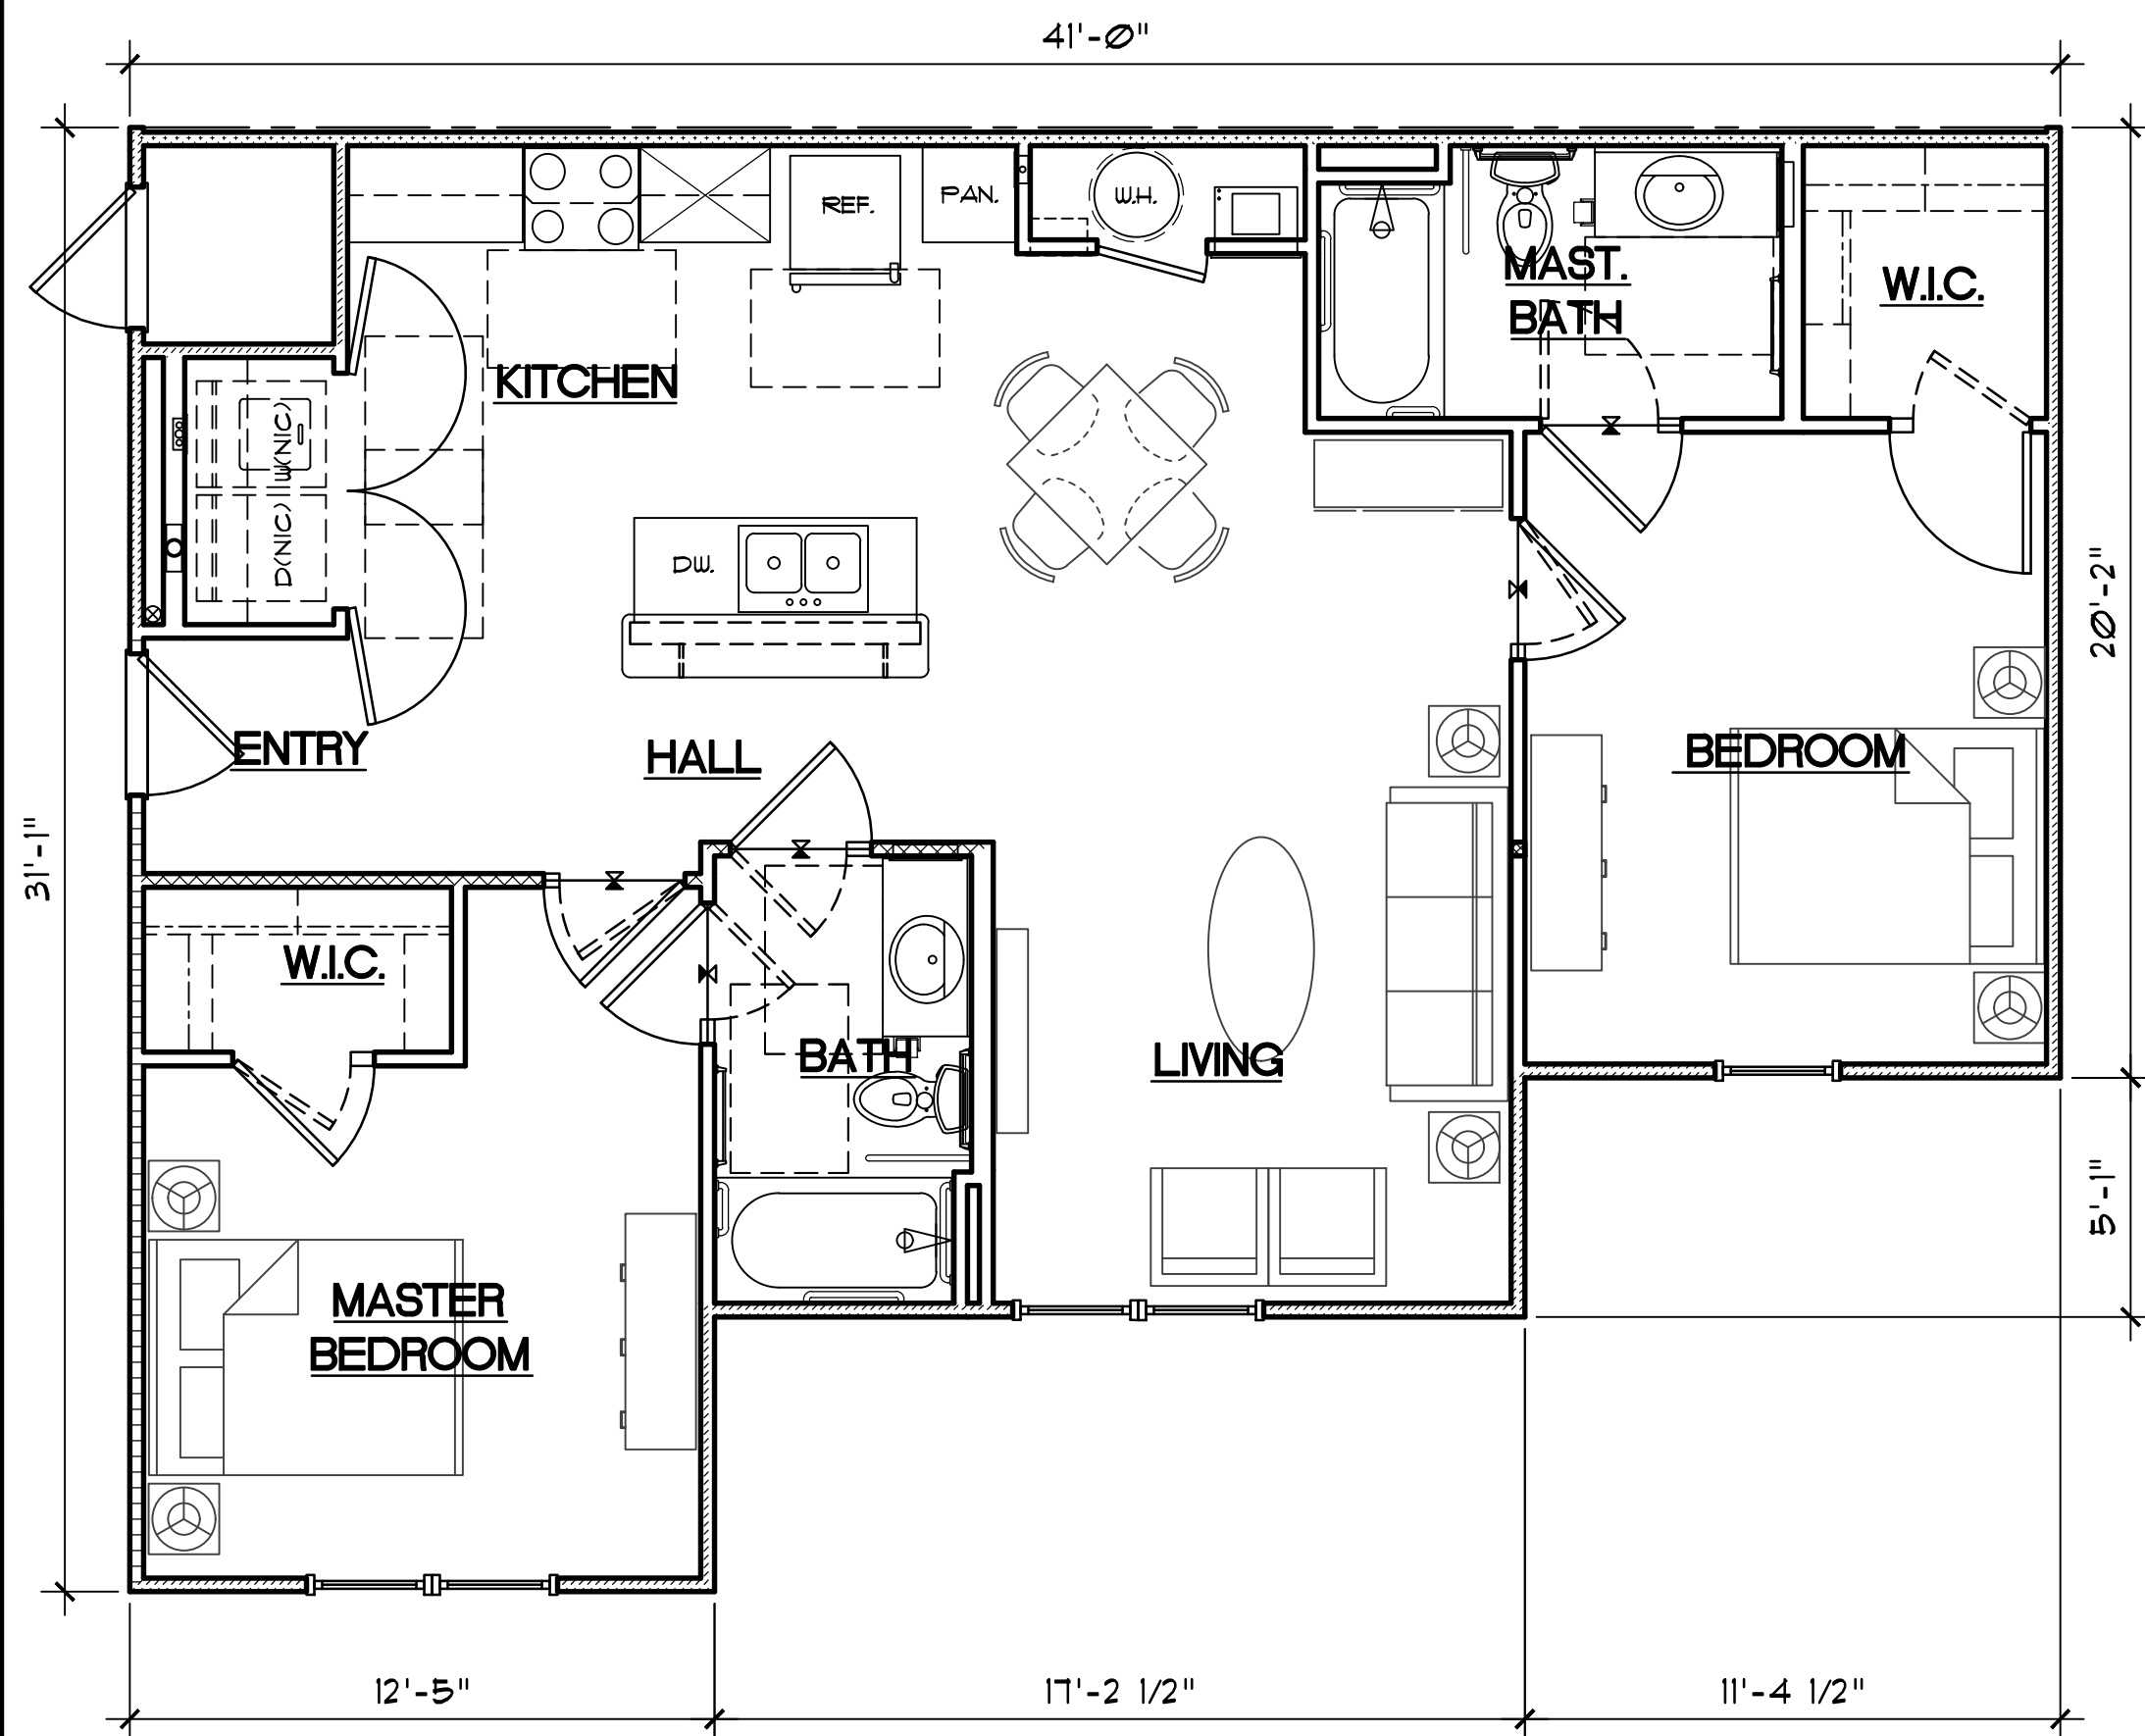 41'-0"
REF.
PAN.
W.H.
MAST.
BATH
W.I.C.
KITCHEN
W(NIC)
D(NIC)
DW.
20'-2"
ENTRY
HALL
BEDROOM
31'-1"
W.I.C.
BATH
LIVING
5'-1"
MASTER
BEDROOM
12'-5"
17'-2 1/2"
11'-4 1/2"